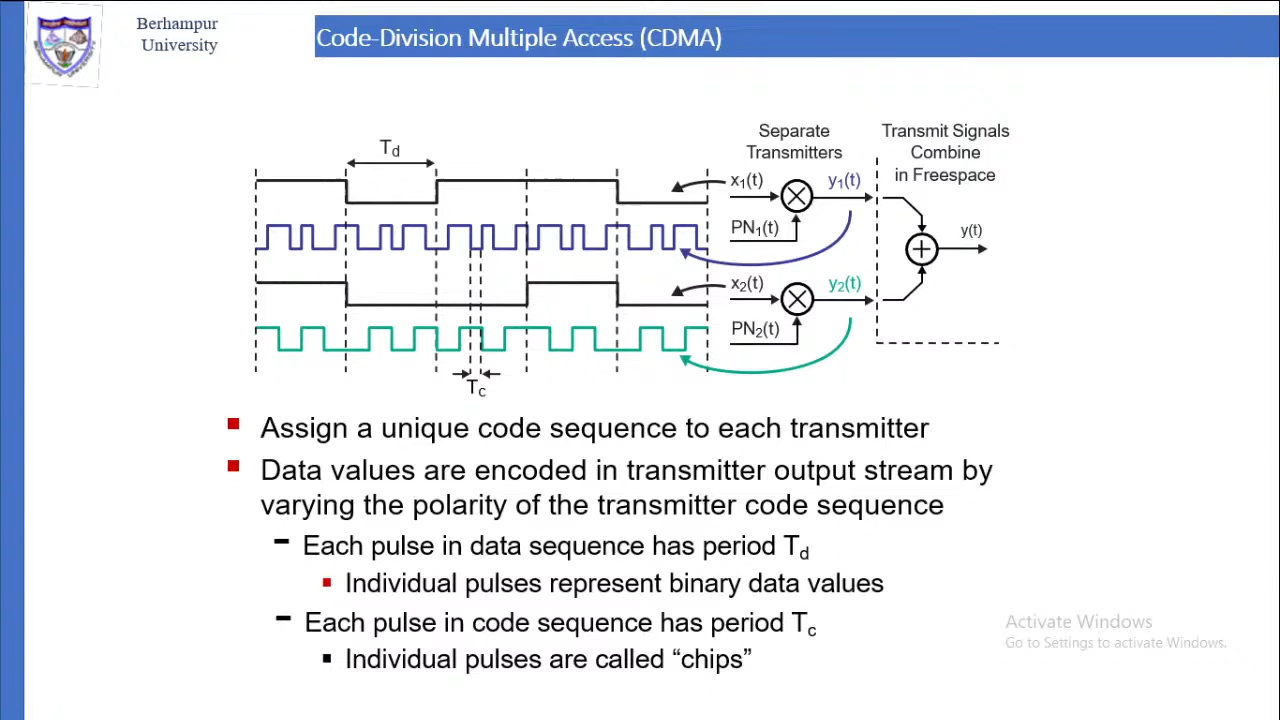 Berhampur
University
Code-Division Multiple Access (CDMA)
Separate
Transmitters
Transmit Signals
Combine
in Freespace
Td
x1(t)
y1(t)
PN1(t)
y(t)
x2(t)
y2(t)
PN2(t)
Tc
Assign a unique code sequence to each transmitter
Data values are encoded in transmitter output stream by
varying the polarity of the transmitter code sequence
Each pulse in data sequence has period Td
Individual pulses represent binary data values
Each pulse in code sequence has period Tc
Individual pulses are called “chips”
Activate Windows
Go to Settings to activate Windows.